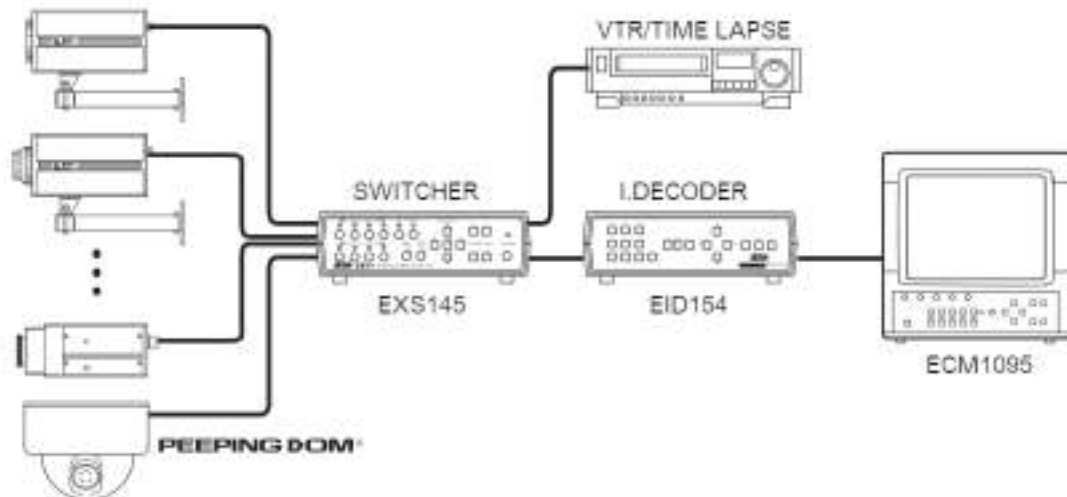 VTR/TIME LAPSE
SWITCHER
I.DECODER
EXS145
EID154
ECM1095
PEEPING DOM®